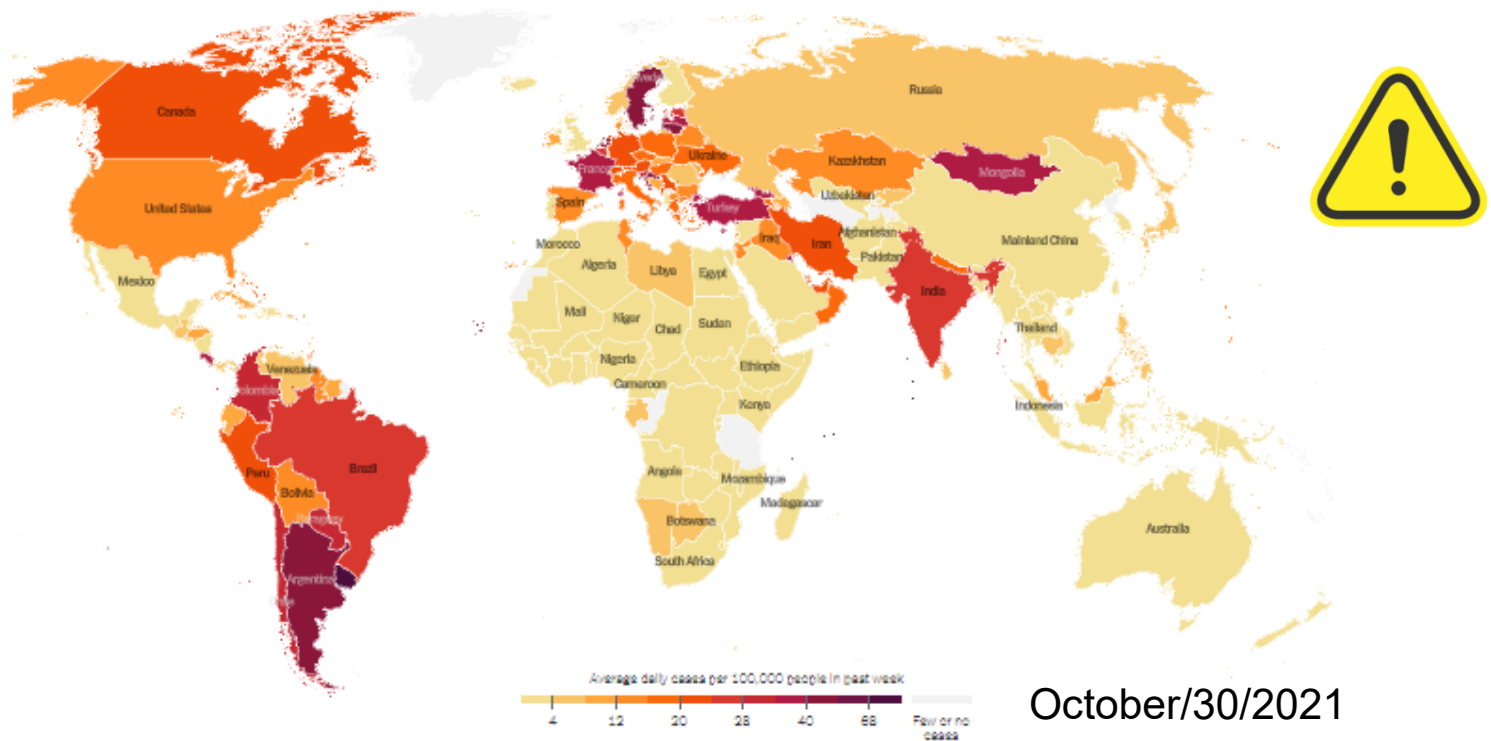 Canada
United States
Mexico
Venezuela
Colombia
Peru
Brazil
Bolivia
Paraguay
Argentina
Russia
Ukraine
France
Spain
Turkey
Kazakhstan
Uzbekistan
Mongolia
Mainland China
Afghanistan
Iraq
Iran
Pakistan
India
Thailand
Indonesia
Morocco
Algeria
Libya
Egypt
Mali
Niger
Chad
Sudan
Nigeria
Ethiopia
Cameroon
Kenya
Angola
Mozambique
Madagascar
Botswana
South Africa
Australia
!
Average daily cases per 100,000 people in past week
4 12 20 28 40 68 Few or no
cases
October/30/2021